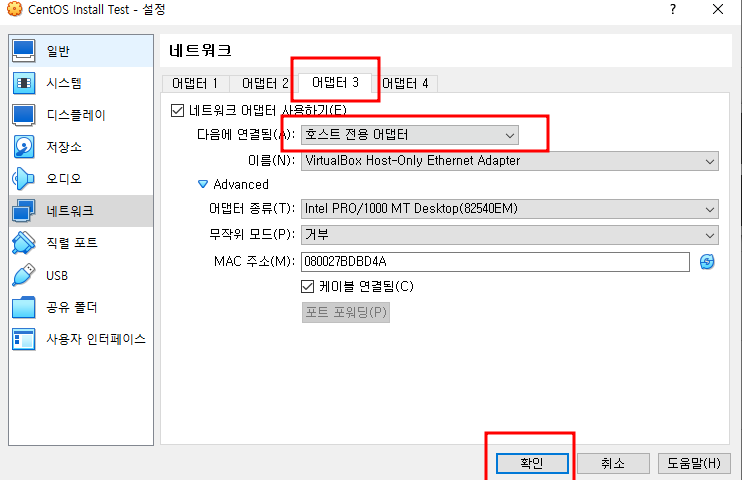 CentOS Install Test - 설정
일반
시스템
디스플레이
저장소
오디오
네트워크
직렬 포트
USB
공유 폴더
사용자 인터페이스
네트워크
어댑터 1 어댑터 2 어댑터 3 어댑터 4
네트워크 어댑터 사용하기(E)
다음에 연결됨(A): 호스트 전용 어댑터
이름(N): VirtualBox Host-Only Ethernet Adapter
Advanced
어댑터 종류(T): Intel PRO/1000 MT Desktop(82540EM)
무작위 모드(P): 거부
MAC 주소(M): 080027BDBD4A
케이블 연결됨(C)
포트 포워딩(P)
확인 취소 도움말(H)